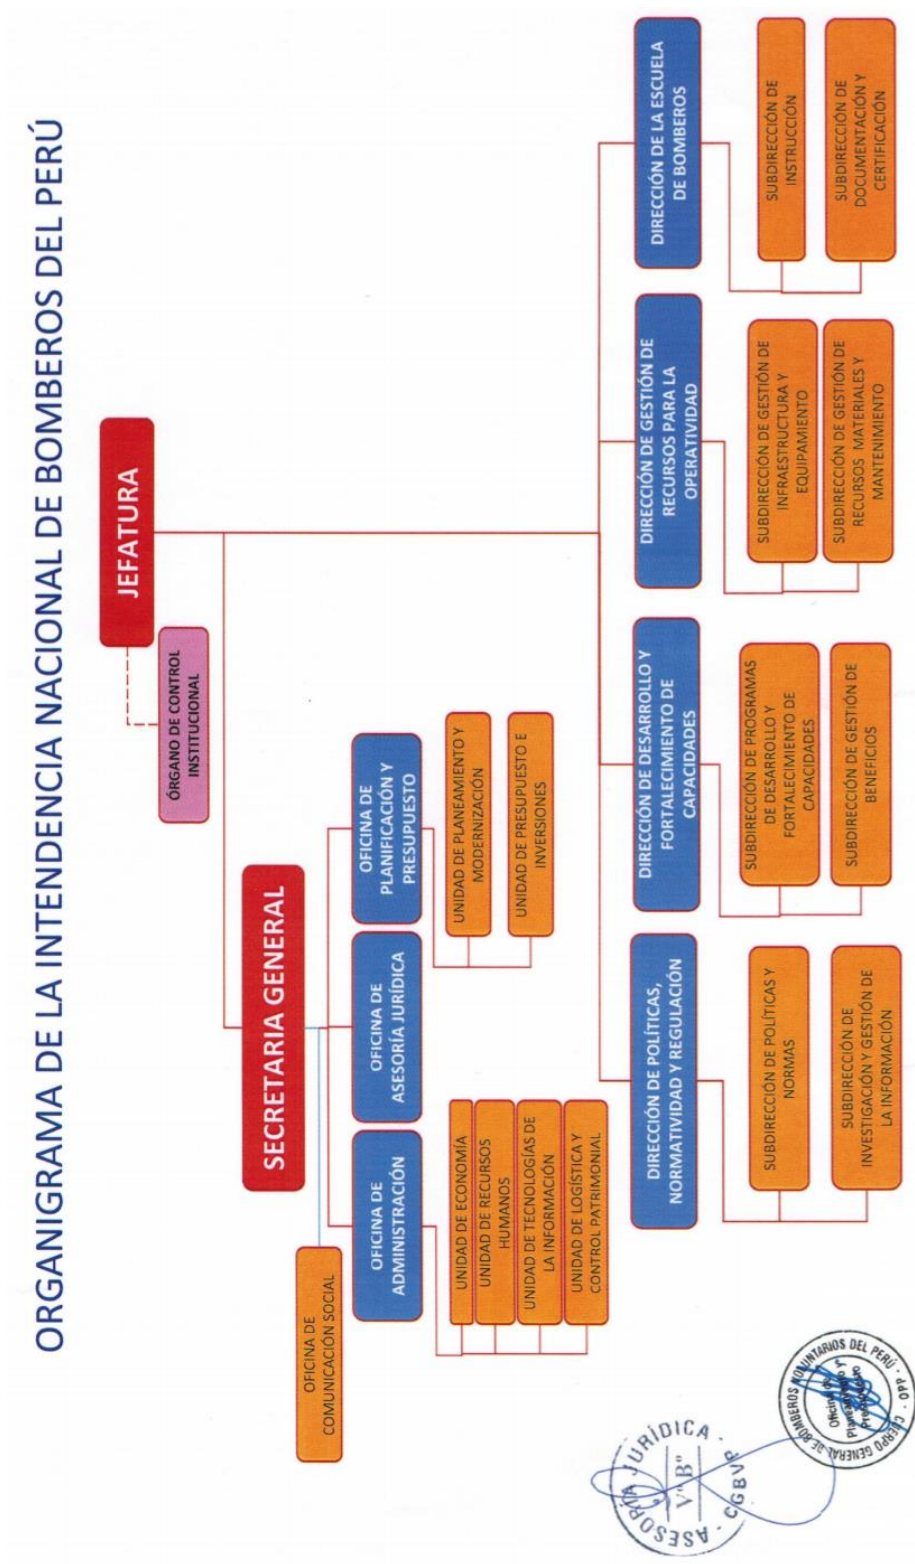 ORGANIGRAMA DE LA INTENDENCIA NACIONAL DE BOMBEROS DEL PERÚ
JEFATURA
ÓRGANO DE CONTROL
INSTITUCIONAL
SECRETARIA GENERAL
OFICINA DE
COMUNICACIÓN SOCIAL
OFICINA DE
ADMINISTRACIÓN
UNIDAD DE ECONOMÍA
UNIDAD DE RECURSOS
HUMANOS
UNIDAD DE TECNOLOGÍAS DE
LA INFORMACIÓN
UNIDAD DE LOGÍSTICA Y
CONTROL PATRIMONIAL
OFICINA DE
ASESORÍA JURÍDICA
OFICINA DE
PLANIFICACIÓN Y
PRESUPUESTO
UNIDAD DE PLANEAMIENTO Y
MODERNIZACIÓN
UNIDAD DE PRESUPUESTO E
INVERSIONES
DIRECCIÓN DE POLÍTICAS,
NORMATIVIDAD Y REGULACIÓN
SUBDIRECCIÓN DE POLÍTICAS Y
NORMAS
SUBDIRECCIÓN DE
INVESTIGACIÓN Y GESTIÓN DE
LA INFORMACIÓN
DIRECCIÓN DE DESARROLLO Y
FORTALECIMIENTO DE
CAPACIDADES
SUBDIRECCIÓN DE PROGRAMAS
DE DESARROLLO Y
FORTALECIMIENTO DE
CAPACIDADES
SUBDIRECCIÓN DE GESTIÓN DE
BENEFICIOS
DIRECCIÓN DE GESTIÓN DE
RECURSOS PARA LA
OPERATIVIDAD
SUBDIRECCIÓN DE GESTIÓN DE
INFRAESTRUCTURA Y
EQUIPAMIENTO
SUBDIRECCIÓN DE GESTIÓN DE
RECURSOS MATERIALES Y
MANTENIMIENTO
DIRECCIÓN DE LA ESCUELA
DE BOMBEROS
SUBDIRECCIÓN DE
INSTRUCCIÓN
SUBDIRECCIÓN DE
DOCUMENTACIÓN Y
CERTIFICACIÓN
ASESORÍA JURÍDICA - CGBVP
V°B°
CUERPO GENERAL DE BOMBEROS VOLUNTARIOS DEL PERÚ - OPP
Oficina de
Planeamiento y
Presupuesto